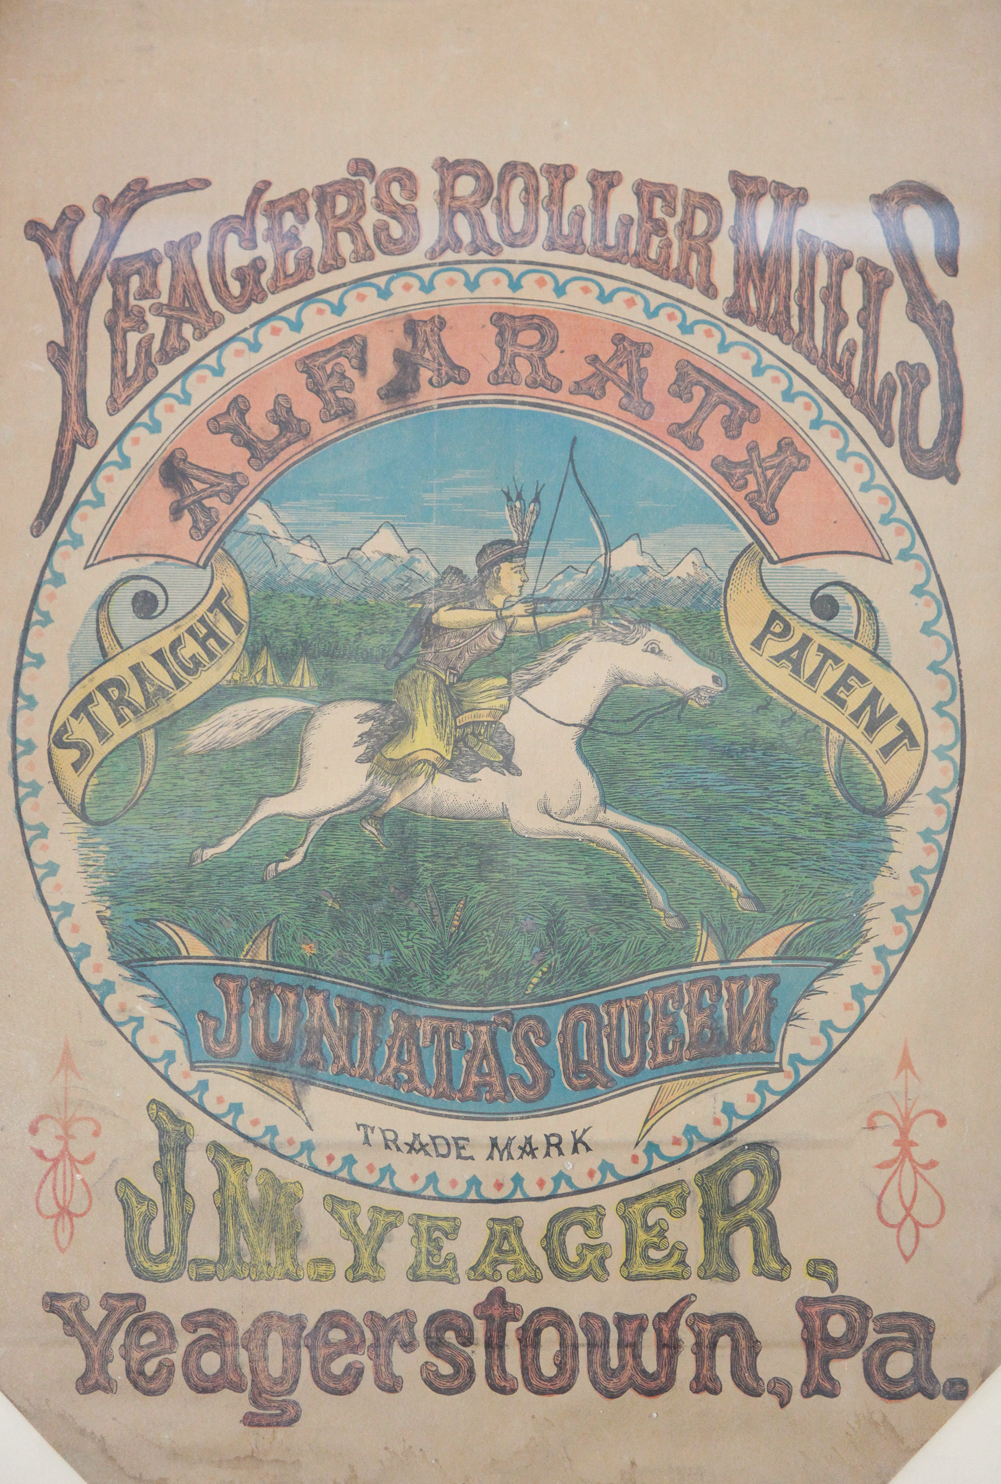 YEAGER'S ROLLER MILLS
ALFARATA
STRAIGHT
PATENT
JUNIATA'S QUEEN
TRADE MARK
J. M. YEAGER,
Yeagerstown, Pa.